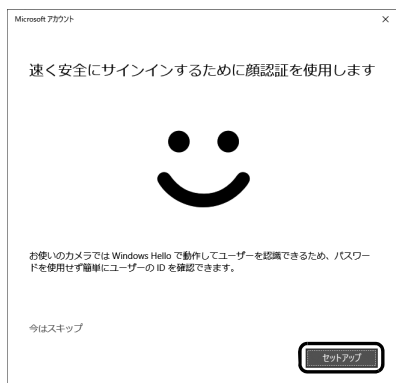 Microsoft アカウント
速く安全にサインインするために顔認証を使用します
お使いのカメラでは Windows Hello で動作してユーザーを認識できるため、パスワー
ドを使用せず簡単にユーザーの ID を確認できます。
今はスキップ
セットアップ